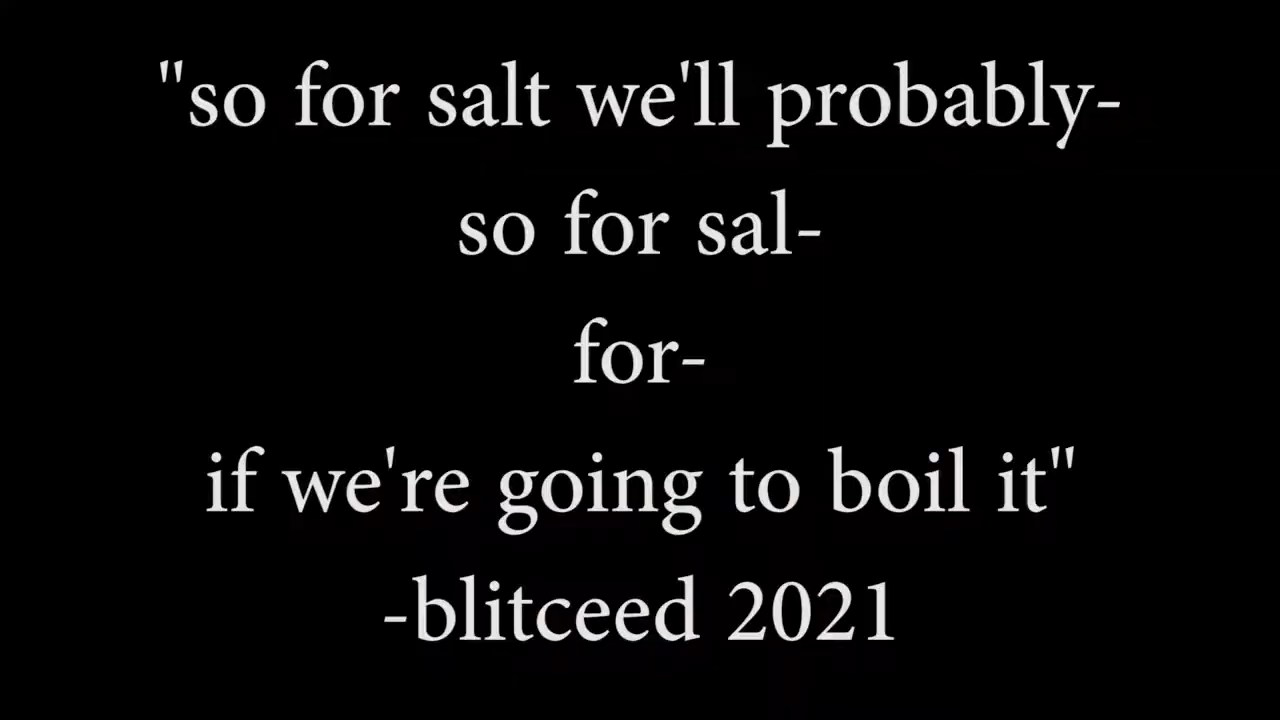 "so for salt we'll probably-
so for sal-
for-
if we're going to boil it"
-blitceed 2021